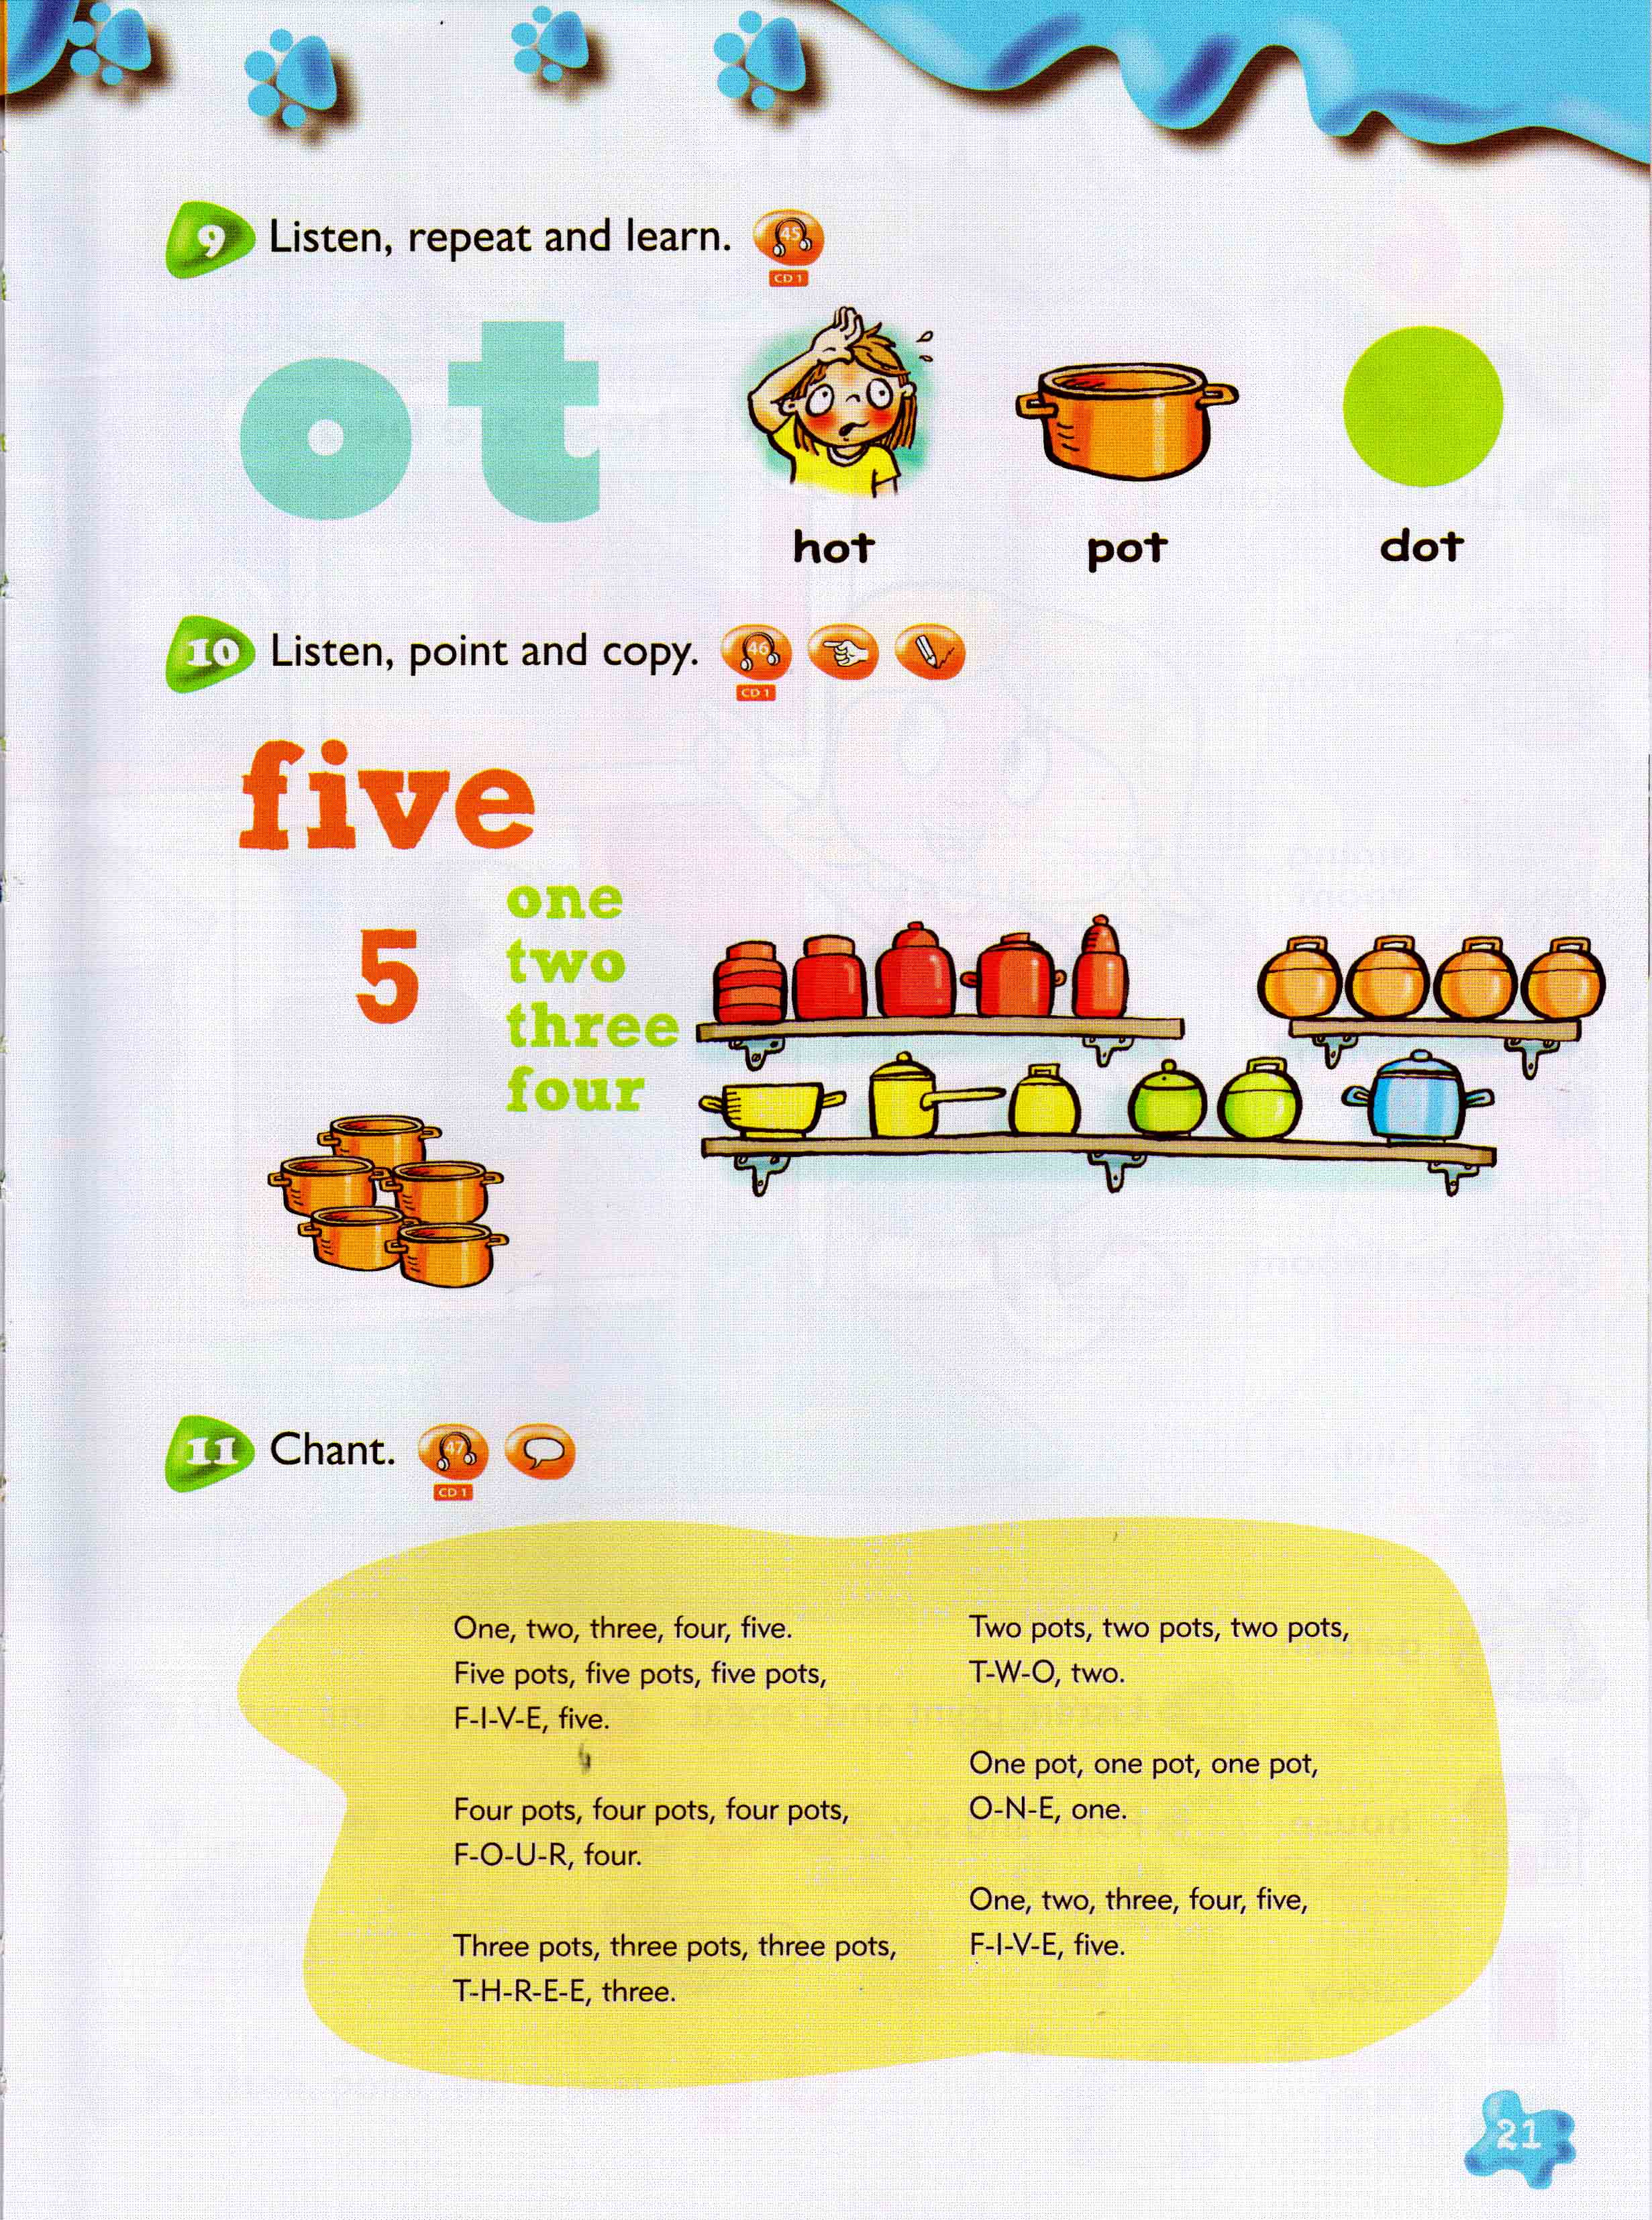 9 Listen, repeat and learn. 45
CD 1
ot
hot pot dot
10 Listen, point and copy. 46
CD 1
five
5
one
two
three
four
11 Chant. 47
CD 1
One, two, three, four, five.
Five pots, five pots, five pots,
F-I-V-E, five.
Four pots, four pots, four pots,
F-O-U-R, four.
Three pots, three pots, three pots,
T-H-R-E-E, three.
Two pots, two pots, two pots,
T-W-O, two.
One pot, one pot, one pot,
O-N-E, one.
One, two, three, four, five,
F-I-V-E, five.
21